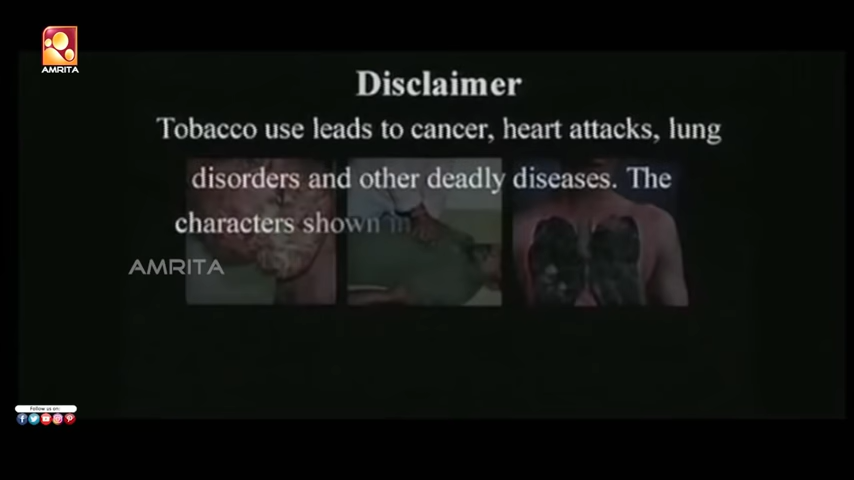 AMRITA
Disclaimer
Tobacco use leads to cancer, heart attacks, lung
disorders and other deadly diseases. The
characters shown in
AMRITA
Follow us on: